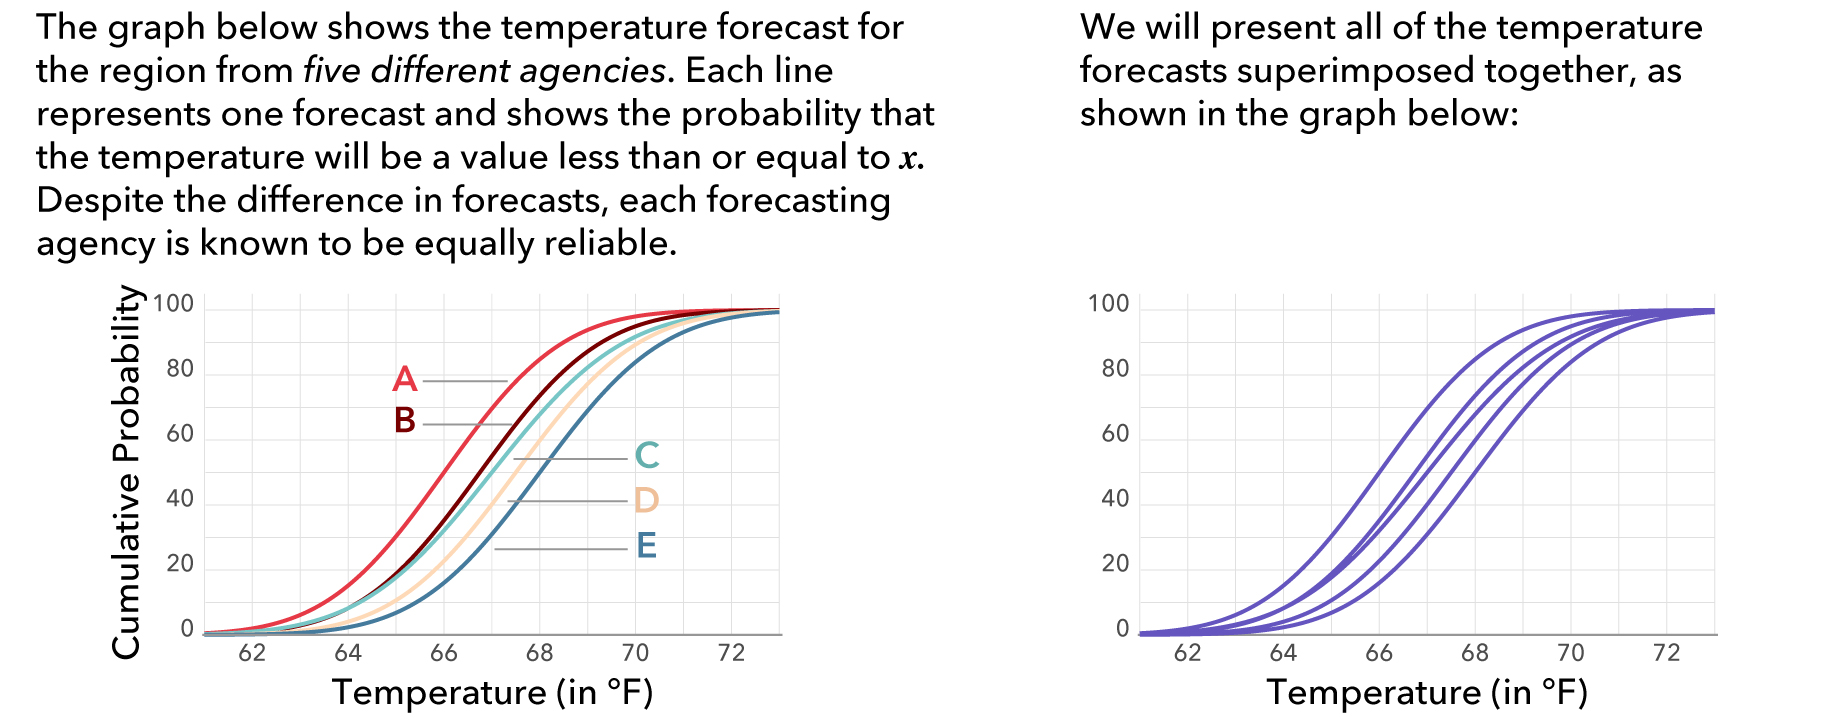 The graph below shows the temperature forecast for
the region from five different agencies. Each line
represents one forecast and shows the probability that
the temperature will be a value less than or equal to x.
Despite the difference in forecasts, each forecasting
agency is known to be equally reliable.
Cumulative Probability
100
80
60
40
20
0
A
B
C
D
E
62 64 66 68 70 72
Temperature (in °F)
We will present all of the temperature
forecasts superimposed together, as
shown in the graph below:
100
80
60
40
20
0
62 64 66 68 70 72
Temperature (in °F)